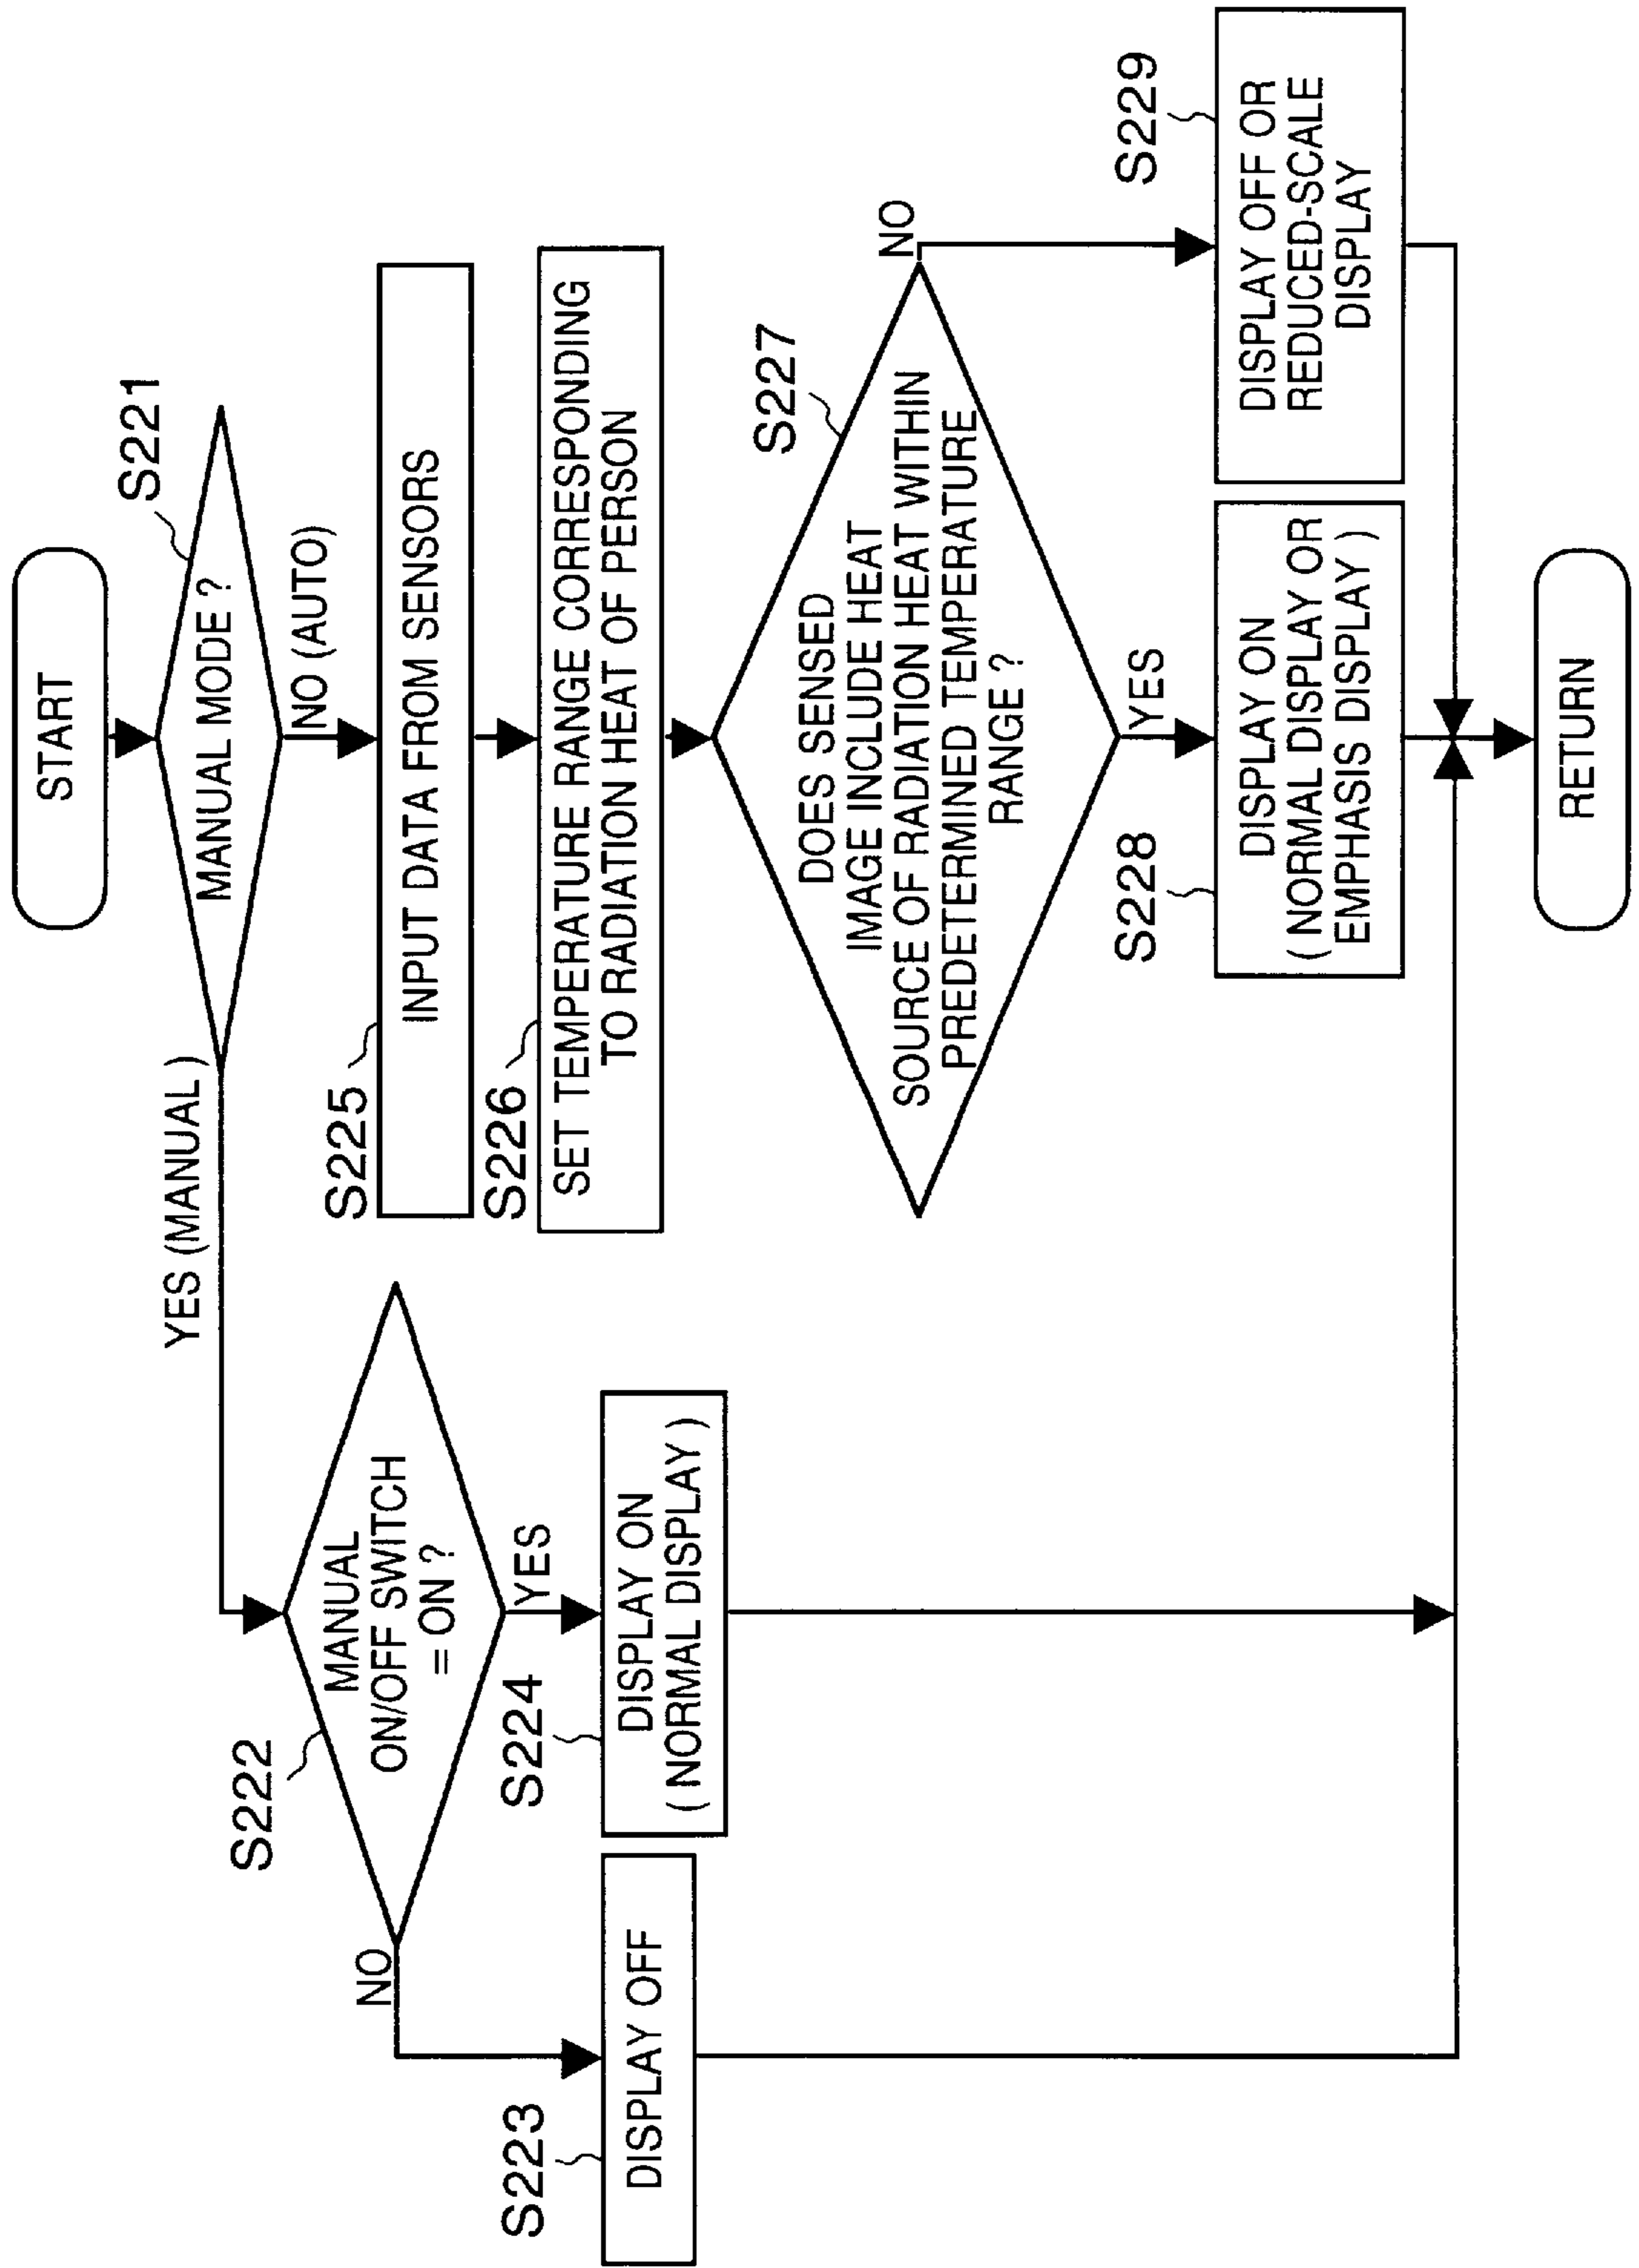 START
S221
MANUAL MODE ?
YES (MANUAL)
NO (AUTO)
S222
MANUAL
ON/OFF SWITCH
= ON ?
NO
YES
S223
DISPLAY OFF
S224
DISPLAY ON
( NORMAL DISPLAY )
S225
INPUT DATA FROM SENSORS
S226
SET TEMPERATURE RANGE CORRESPONDING
TO RADIATION HEAT OF PERSON
S227
DOES SENSED
IMAGE INCLUDE HEAT
SOURCE OF RADIATION HEAT WITHIN
PREDETERMINED TEMPERATURE
RANGE ?
NO
YES
S228
DISPLAY ON
( NORMAL DISPLAY OR
EMPHASIS DISPLAY )
S229
DISPLAY OFF OR
REDUCED-SCALE
DISPLAY
RETURN